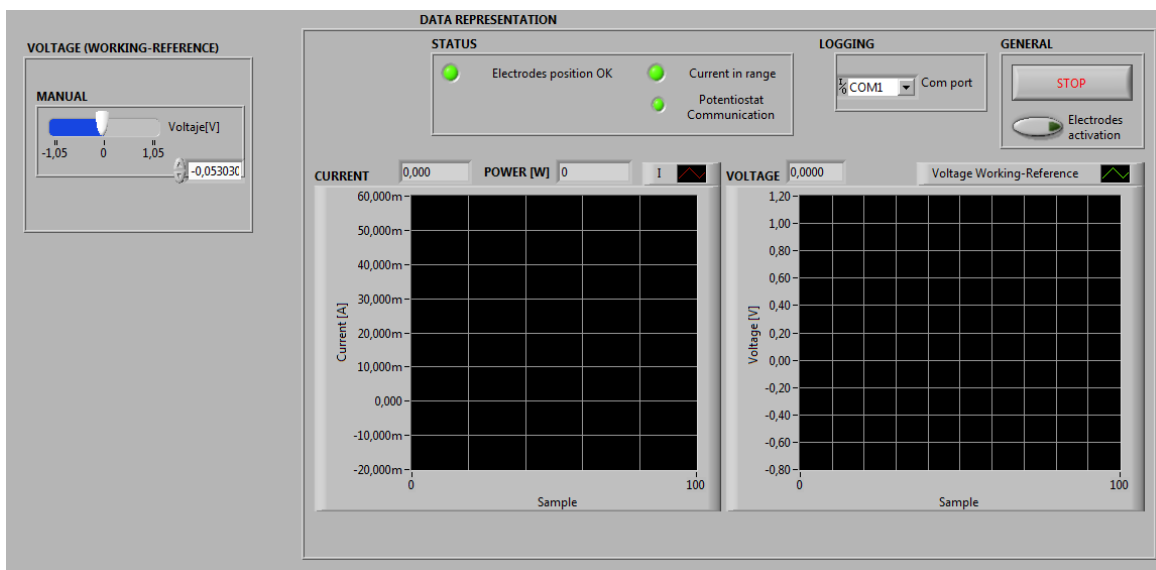 DATA REPRESENTATION
VOLTAGE (WORKING-REFERENCE)
MANUAL
Voltaje[V]
-1,05 0 1,05
-0,053030
STATUS
Electrodes position OK
Current in range
Potentiostat
Communication
LOGGING
I/0 COM1 Com port
GENERAL
STOP
Electrodes
activation
CURRENT 0,000 POWER [W] 0 I
60,000m
50,000m
40,000m
30,000m
20,000m
10,000m
0,000
-10,000m
-20,000m
Current [A]
0 100
Sample
VOLTAGE 0,0000 Voltage Working-Reference
1,20
1,00
0,80
0,60
0,40
0,20
0,00
-0,20
-0,40
-0,60
-0,80
Voltage [V]
0 100
Sample